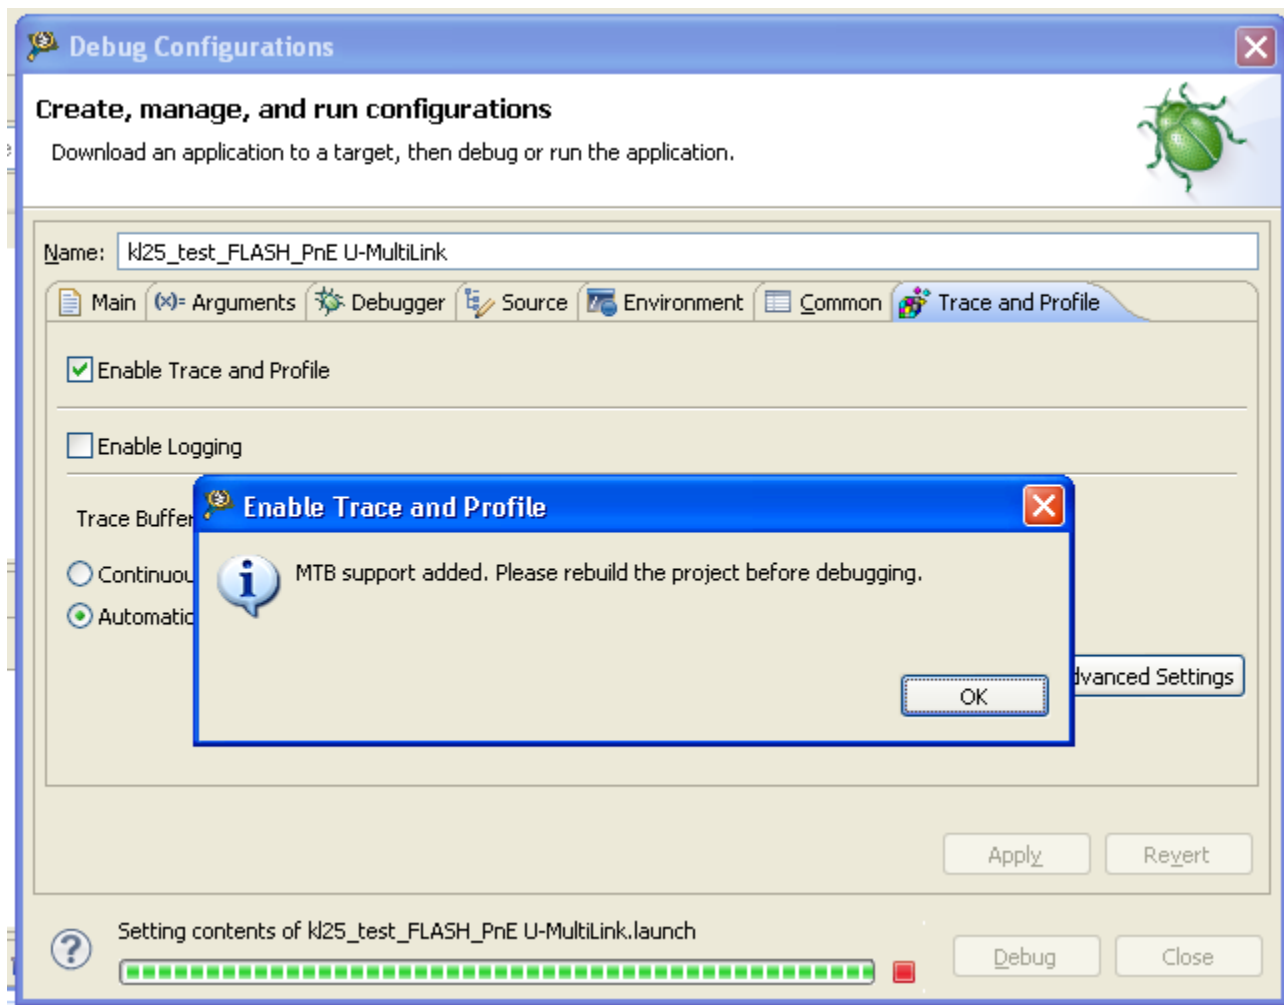 Debug Configurations
Create, manage, and run configurations
Download an application to a target, then debug or run the application.
Name: kl25_test_FLASH_PnE U-MultiLink
Main (x)= Arguments Debugger Source Environment Common Trace and Profile
Enable Trace and Profile
Enable Logging
Trace Buffer
Enable Trace and Profile
MTB support added. Please rebuild the project before debugging.
OK
Settings
Apply Revert
Setting contents of kl25_test_FLASH_PnE U-MultiLink.launch
Debug Close